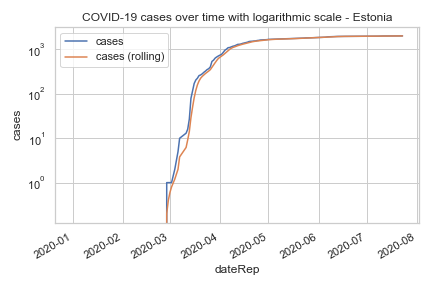 COVID-19 cases over time with logarithmic scale - Estonia
cases
cases (rolling)
10³
10²
10¹
10⁰
cases
2020-01
2020-02
2020-03
2020-04
2020-05
2020-06
2020-07
2020-08
dateRep